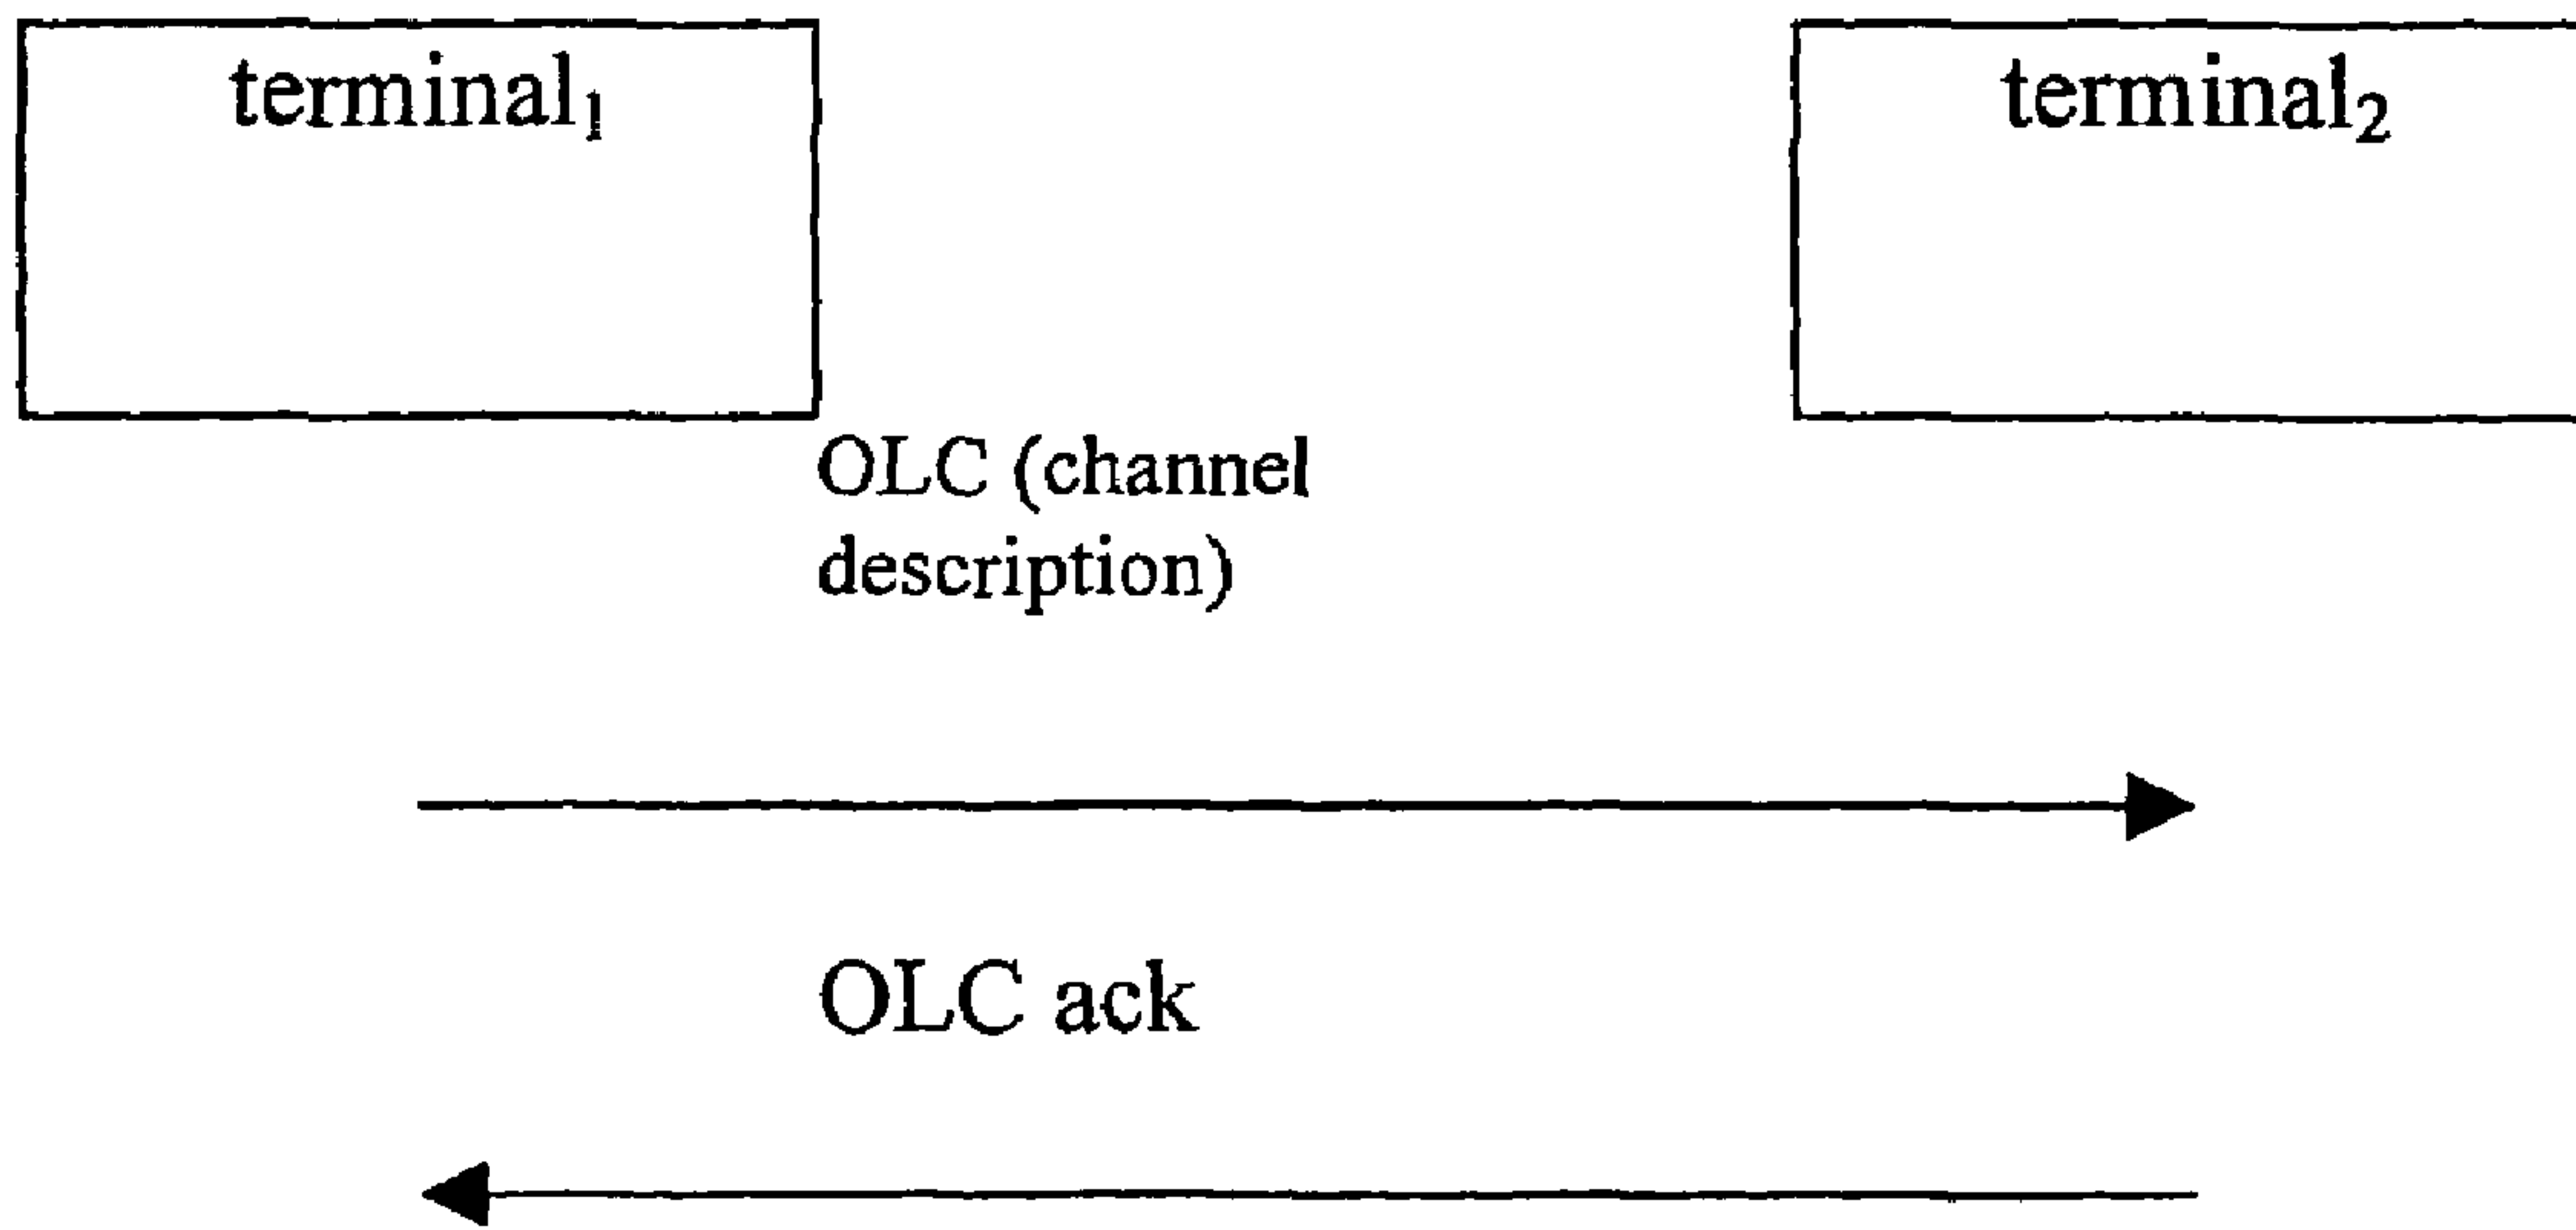 terminal₁
terminal₂
OLC (channel
description)
OLC ack